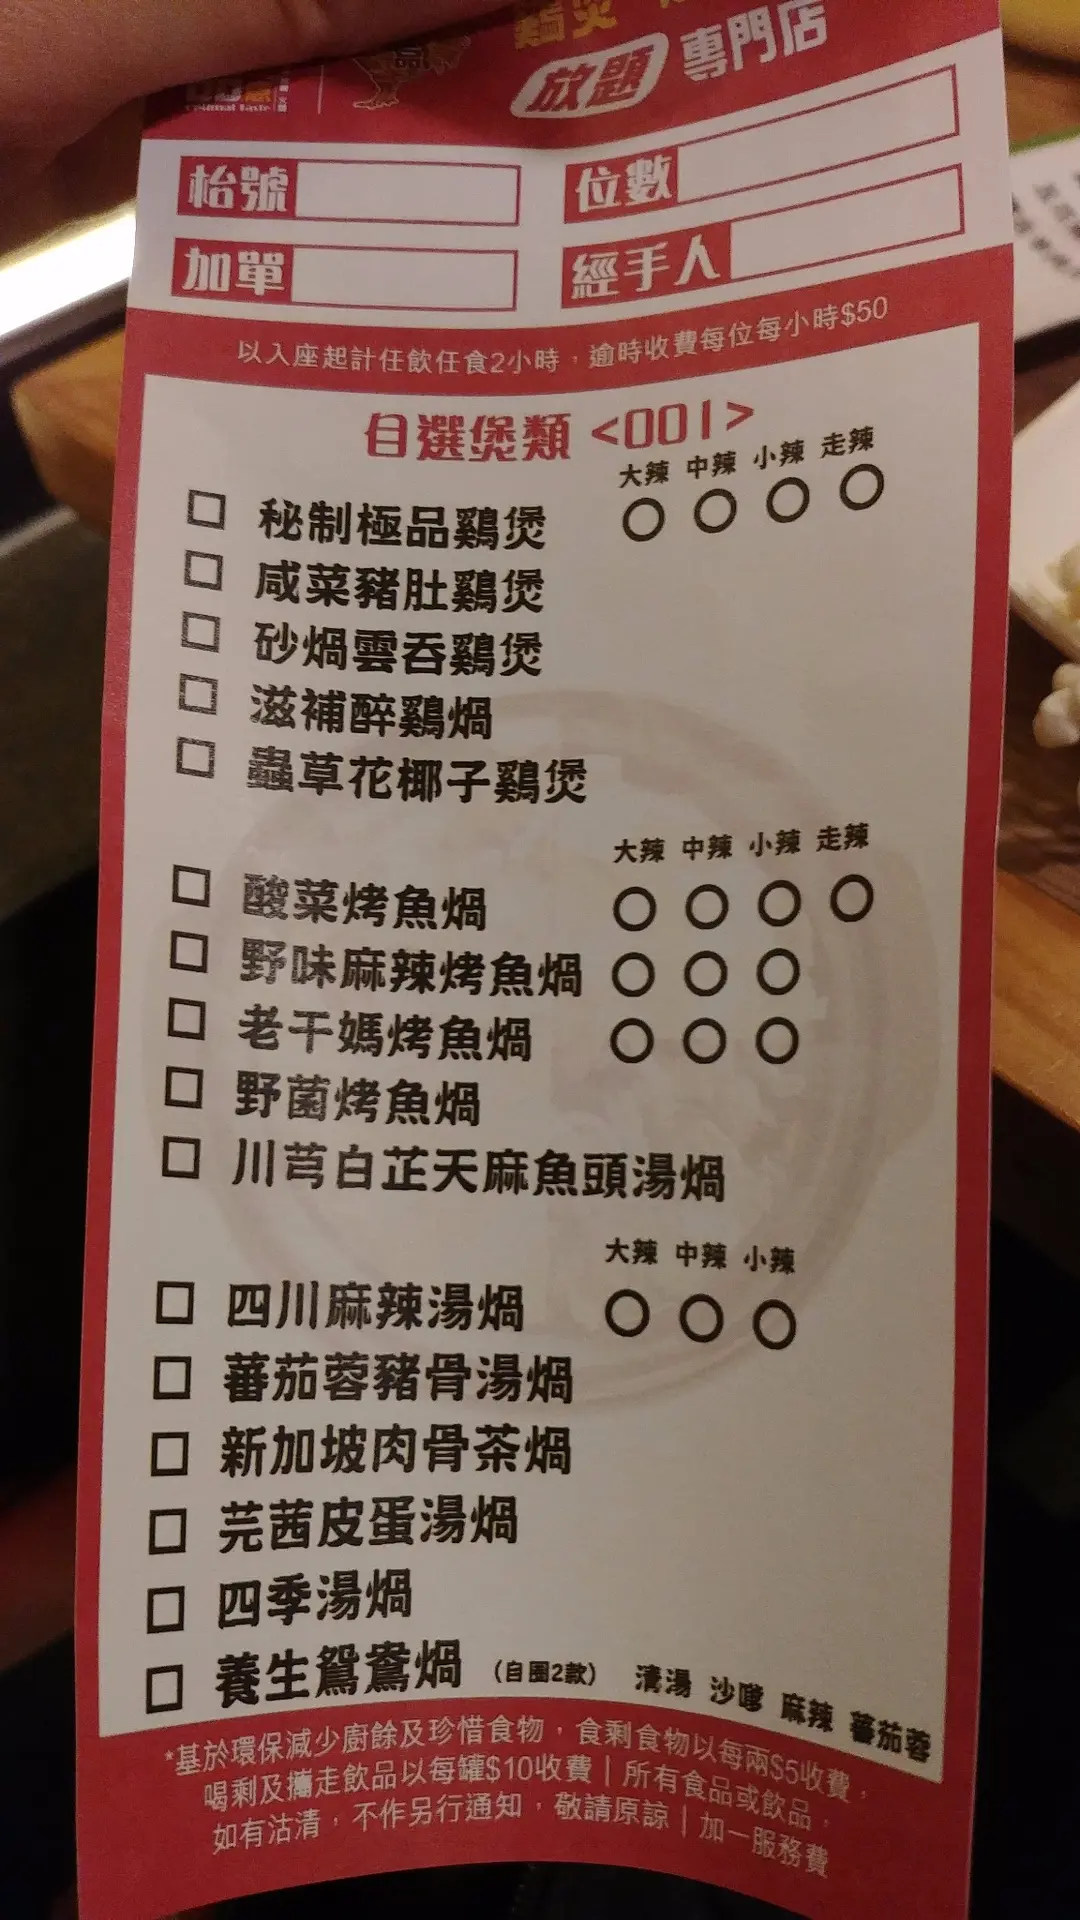 雞煲
放題 專門店
枱號
位數
加單
經手人
以入座起計任飲任食2小時，逾時收費每位每小時$50
自選煲類 <001>
大辣 中辣 小辣 走辣
秘制極品鷄煲
咸菜豬肚鷄煲
砂焗雲吞鷄煲
滋補醉鷄焗
蟲草花椰子鷄煲
大辣 中辣 小辣 走辣
酸菜烤魚焗
野味麻辣烤魚焗
老干媽烤魚焗
野菌烤魚焗
川芎白芷天麻魚頭湯焗
大辣 中辣 小辣
四川麻辣湯焗
蕃茄蓉豬骨湯焗
新加坡肉骨茶焗
芫茜皮蛋湯焗
四季湯焗
養生鴛鴦焗 (自圈2款) 清湯 沙嗲 麻辣 蕃茄蓉
*基於環保減少廚餘及珍惜食物，食剩食物以每兩$5收費，
喝剩及攜走飲品以每罐$10收費 | 所有食品或飲品，
如有沽清，不作另行通知，敬請原諒 | 加一服務費